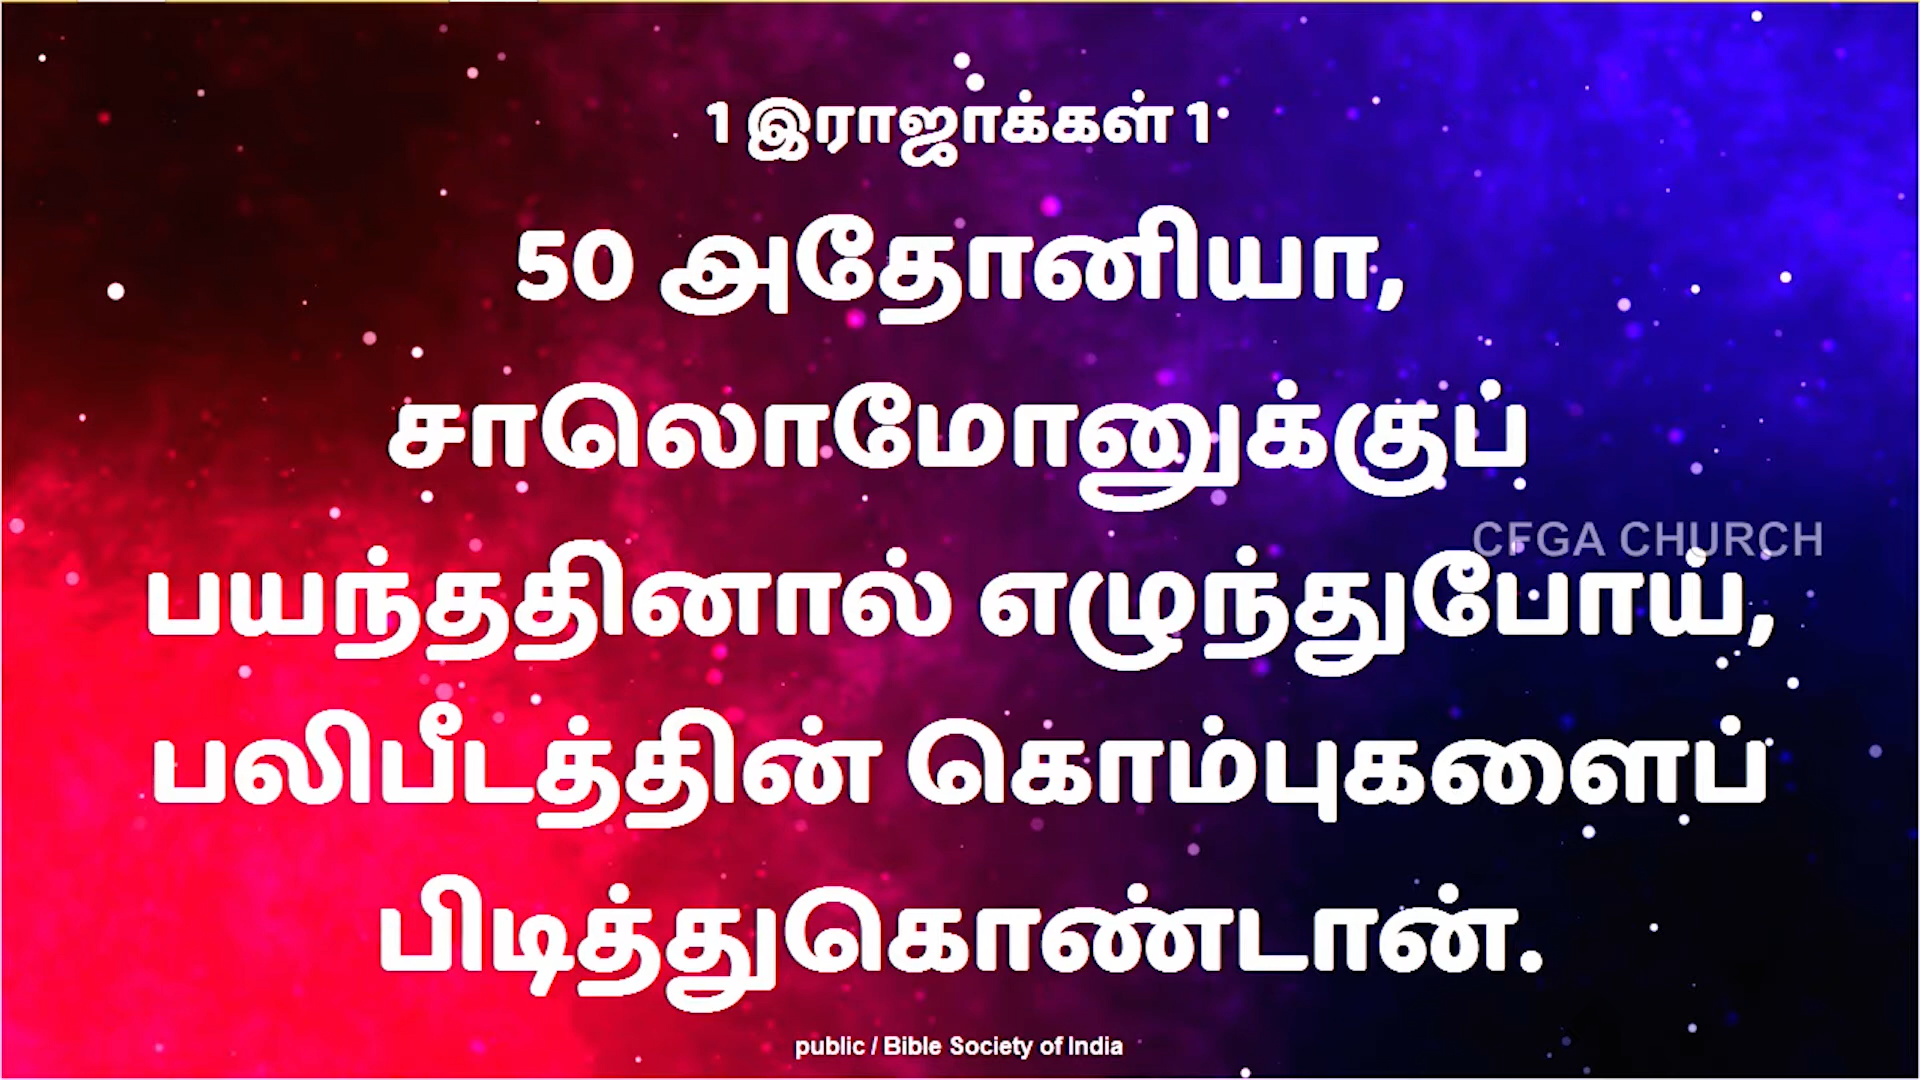 1 இராஜாக்கள் 1
50 அதோனியா,
சாலொமோனுக்குப்
CFGA CHURCH
பயந்ததினால் எழுந்துபோய்,
பலிபீடத்தின் கொம்புகளைப்
பிடித்துகொண்டான்.
public / Bible Society of India